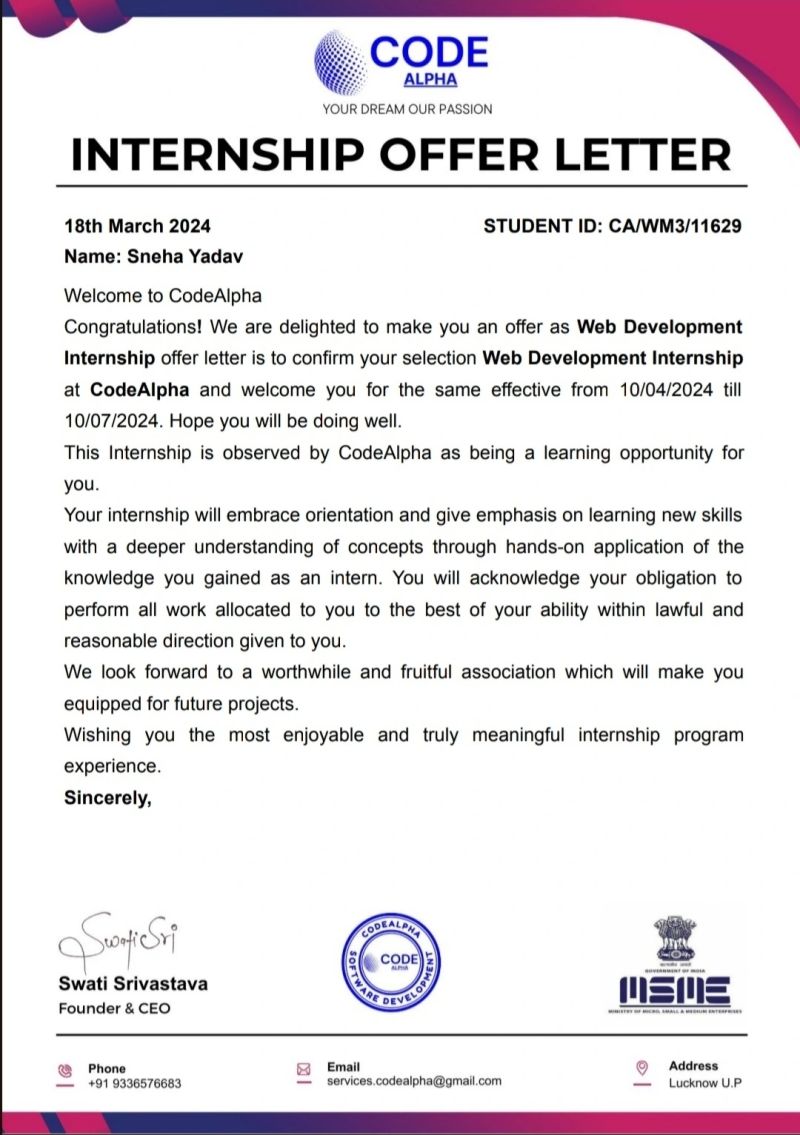 CODE
ALPHA
YOUR DREAM OUR PASSION
INTERNSHIP OFFER LETTER
18th March 2024 STUDENT ID: CA/WM3/11629
Name: Sneha Yadav
Welcome to CodeAlpha
Congratulations! We are delighted to make you an offer as Web Development
Internship offer letter is to confirm your selection Web Development Internship
at CodeAlpha and welcome you for the same effective from 10/04/2024 till
10/07/2024. Hope you will be doing well.
This Internship is observed by CodeAlpha as being a learning opportunity for
you.
Your internship will embrace orientation and give emphasis on learning new skills
with a deeper understanding of concepts through hands-on application of the
knowledge you gained as an intern. You will acknowledge your obligation to
perform all work allocated to you to the best of your ability within lawful and
reasonable direction given to you.
We look forward to a worthwhile and fruitful association which will make you
equipped for future projects.
Wishing you the most enjoyable and truly meaningful internship program
experience.
Sincerely,
Swati Sri
Swati Srivastava
Founder & CEO
CODEALPHA
CODE
ALPHA
SOFTWARE DEVELOPMENT
GOVERNMENT OF INDIA
MSME
MINISTRY OF MICRO, SMALL & MEDIUM ENTERPRISES
Phone
+91 9336576683
Email
services.codealpha@gmail.com
Address
Lucknow U.P